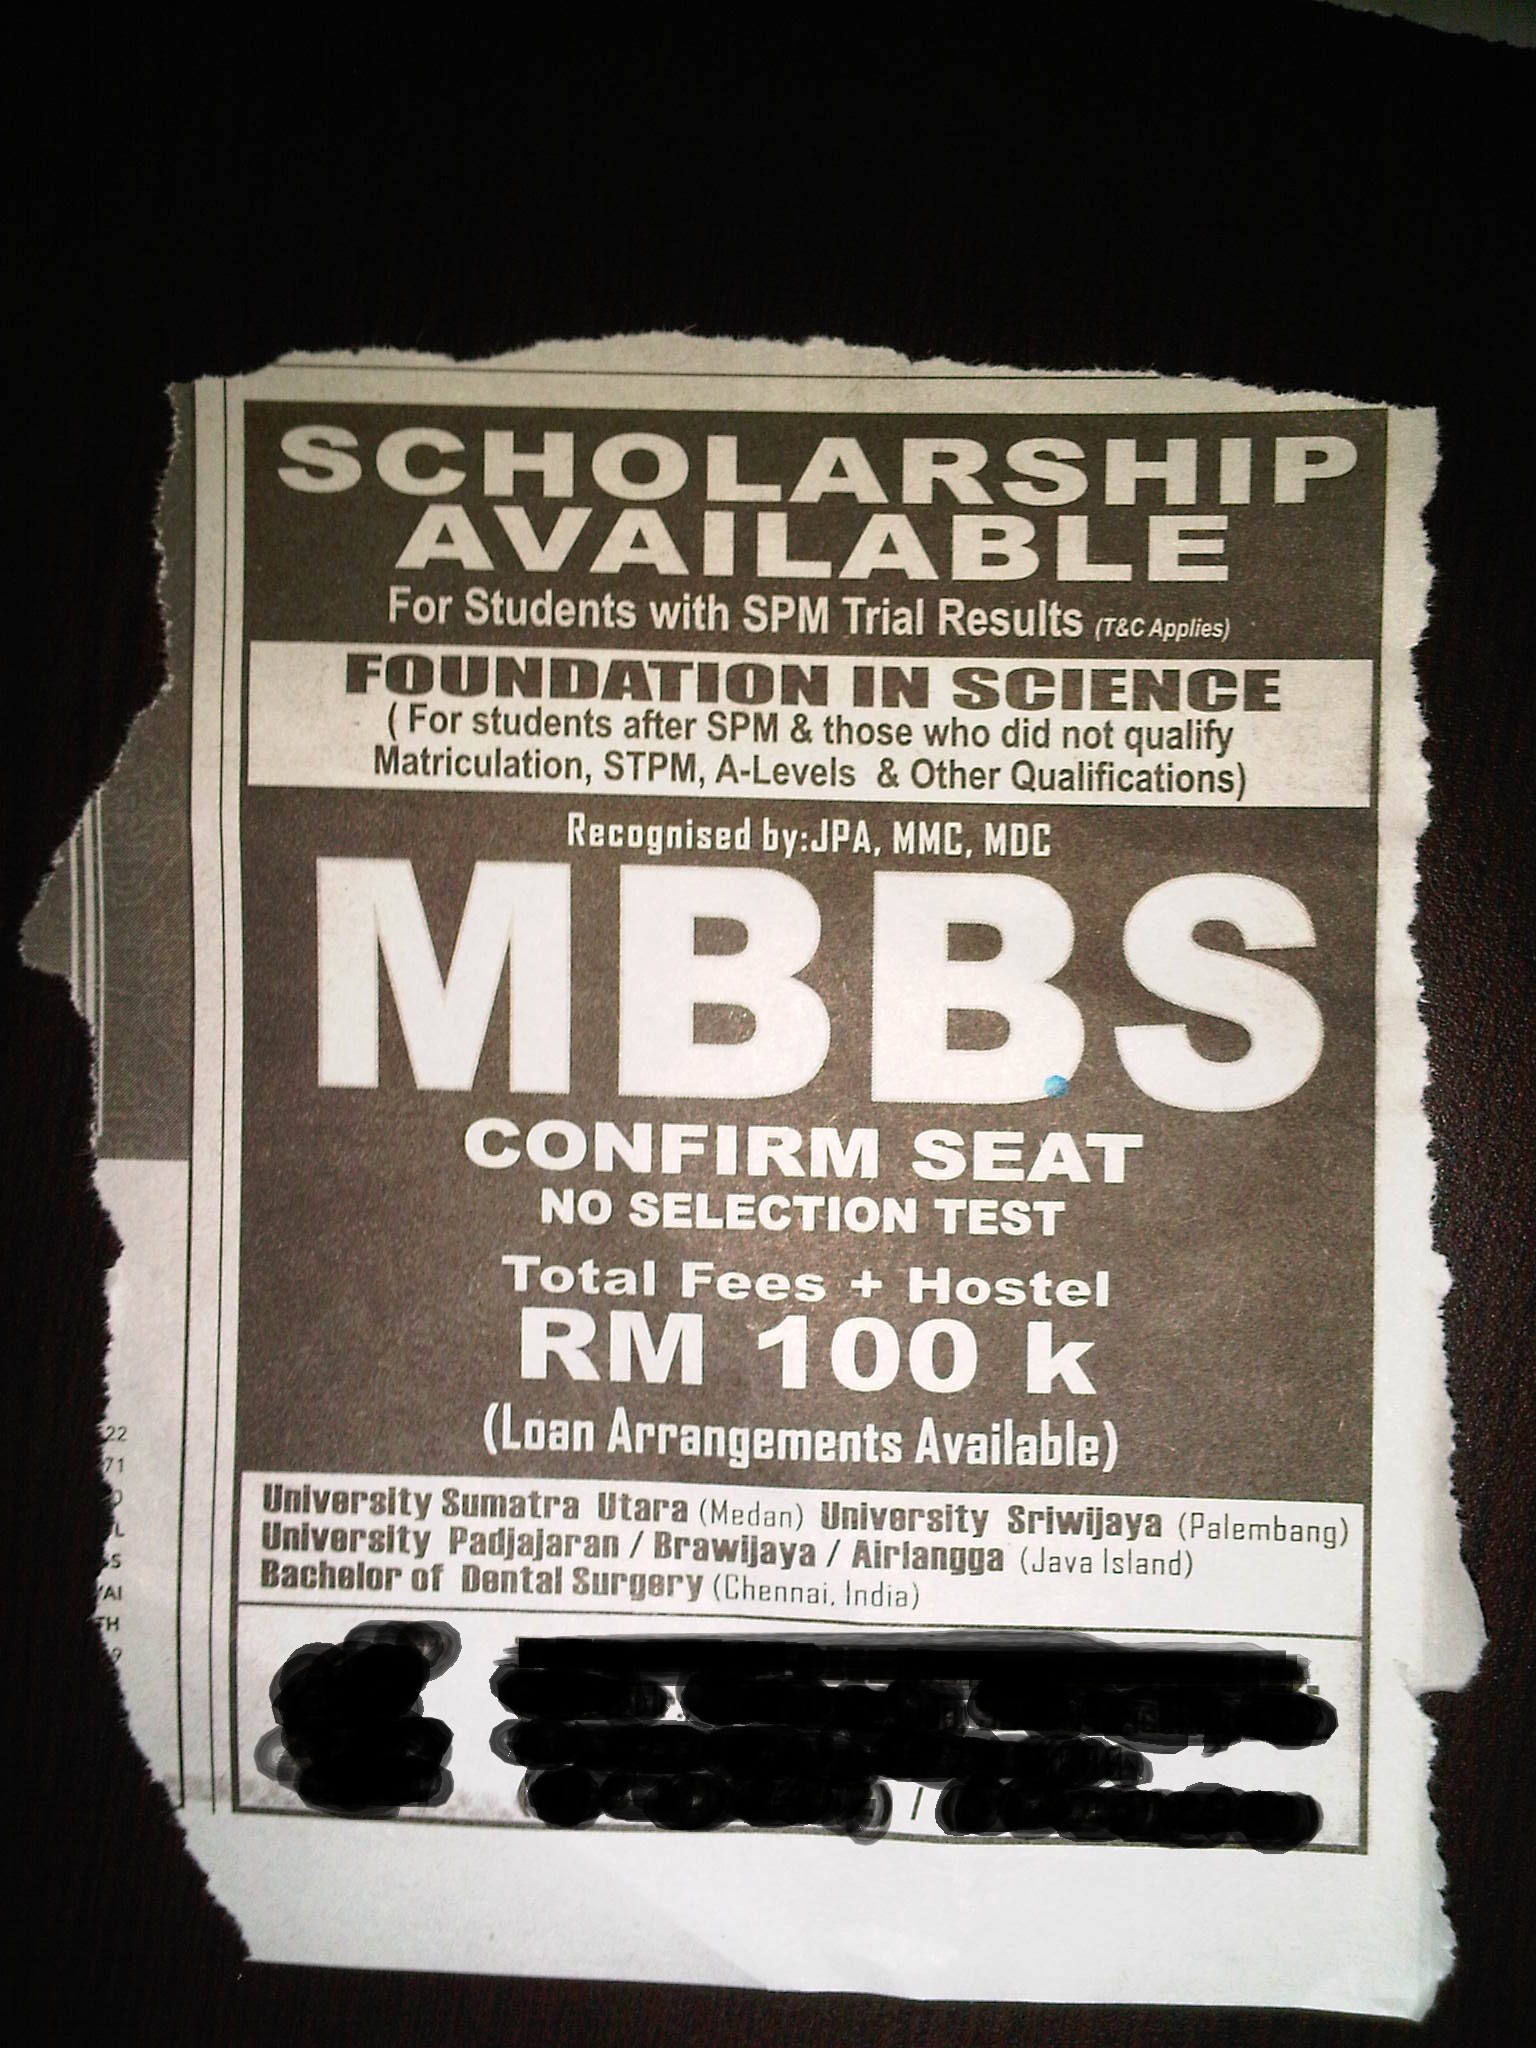 SCHOLARSHIP
AVAILABLE
For Students with SPM Trial Results (T&C Applies)
FOUNDATION IN SCIENCE
( For students after SPM & those who did not qualify
Matriculation, STPM, A-Levels & Other Qualifications)
Recognised by:JPA, MMC, MDC
MBBS
CONFIRM SEAT
NO SELECTION TEST
Total Fees + Hostel
RM 100 k
(Loan Arrangements Available)
University Sumatra Utara (Medan) University Sriwijaya (Palembang)
University Padjajaran / Brawijaya / Airlangga (Java Island)
Bachelor of Dental Surgery (Chennai, India)
/
22
71